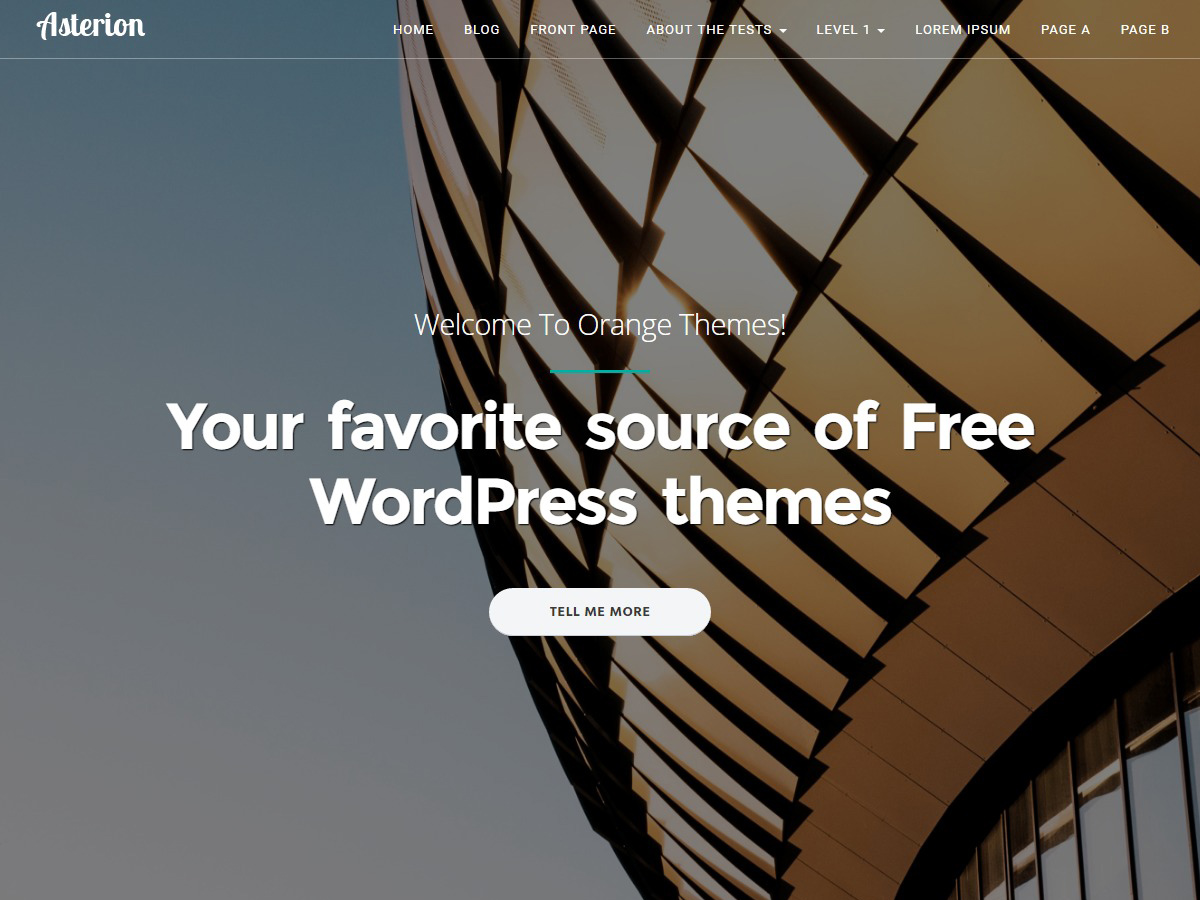 Asterion
HOME BLOG FRONT PAGE ABOUT THE TESTS LEVEL 1 LOREM IPSUM PAGE A PAGE B
Welcome To Orange Themes!
Your favorite source of Free
WordPress themes
TELL ME MORE